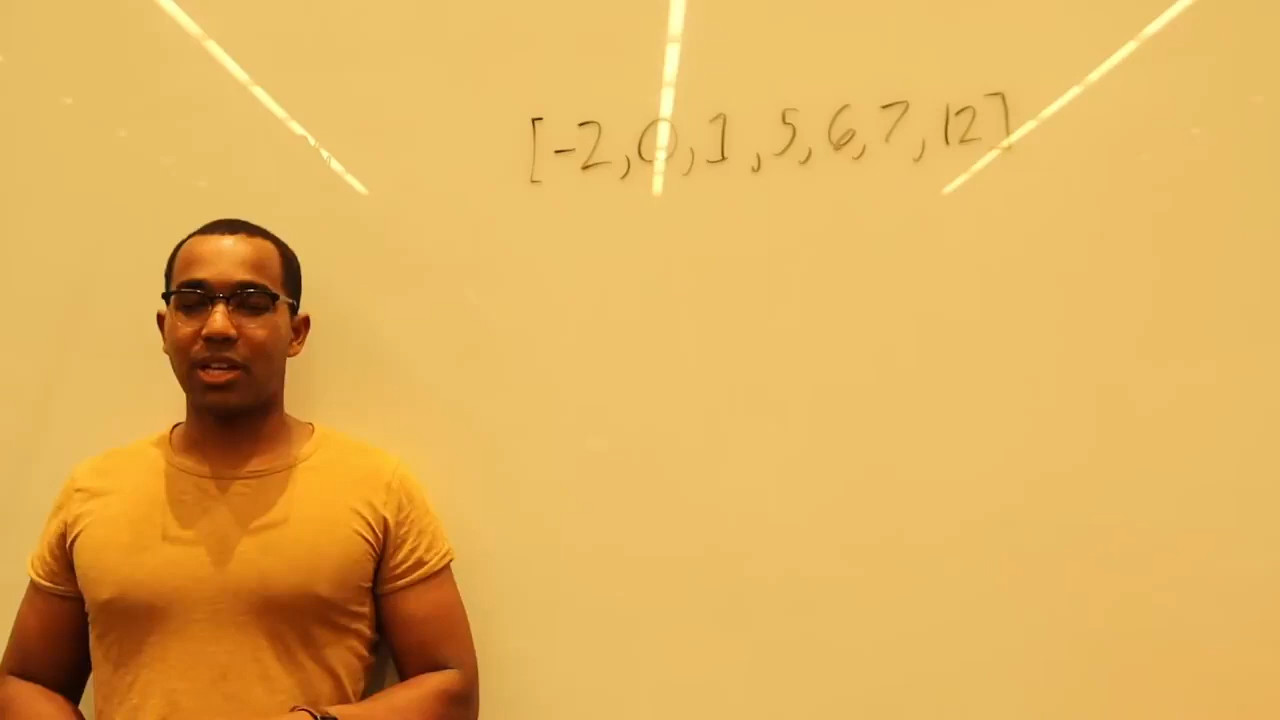 [-2, 0, 1, 5, 6, 7, 12]